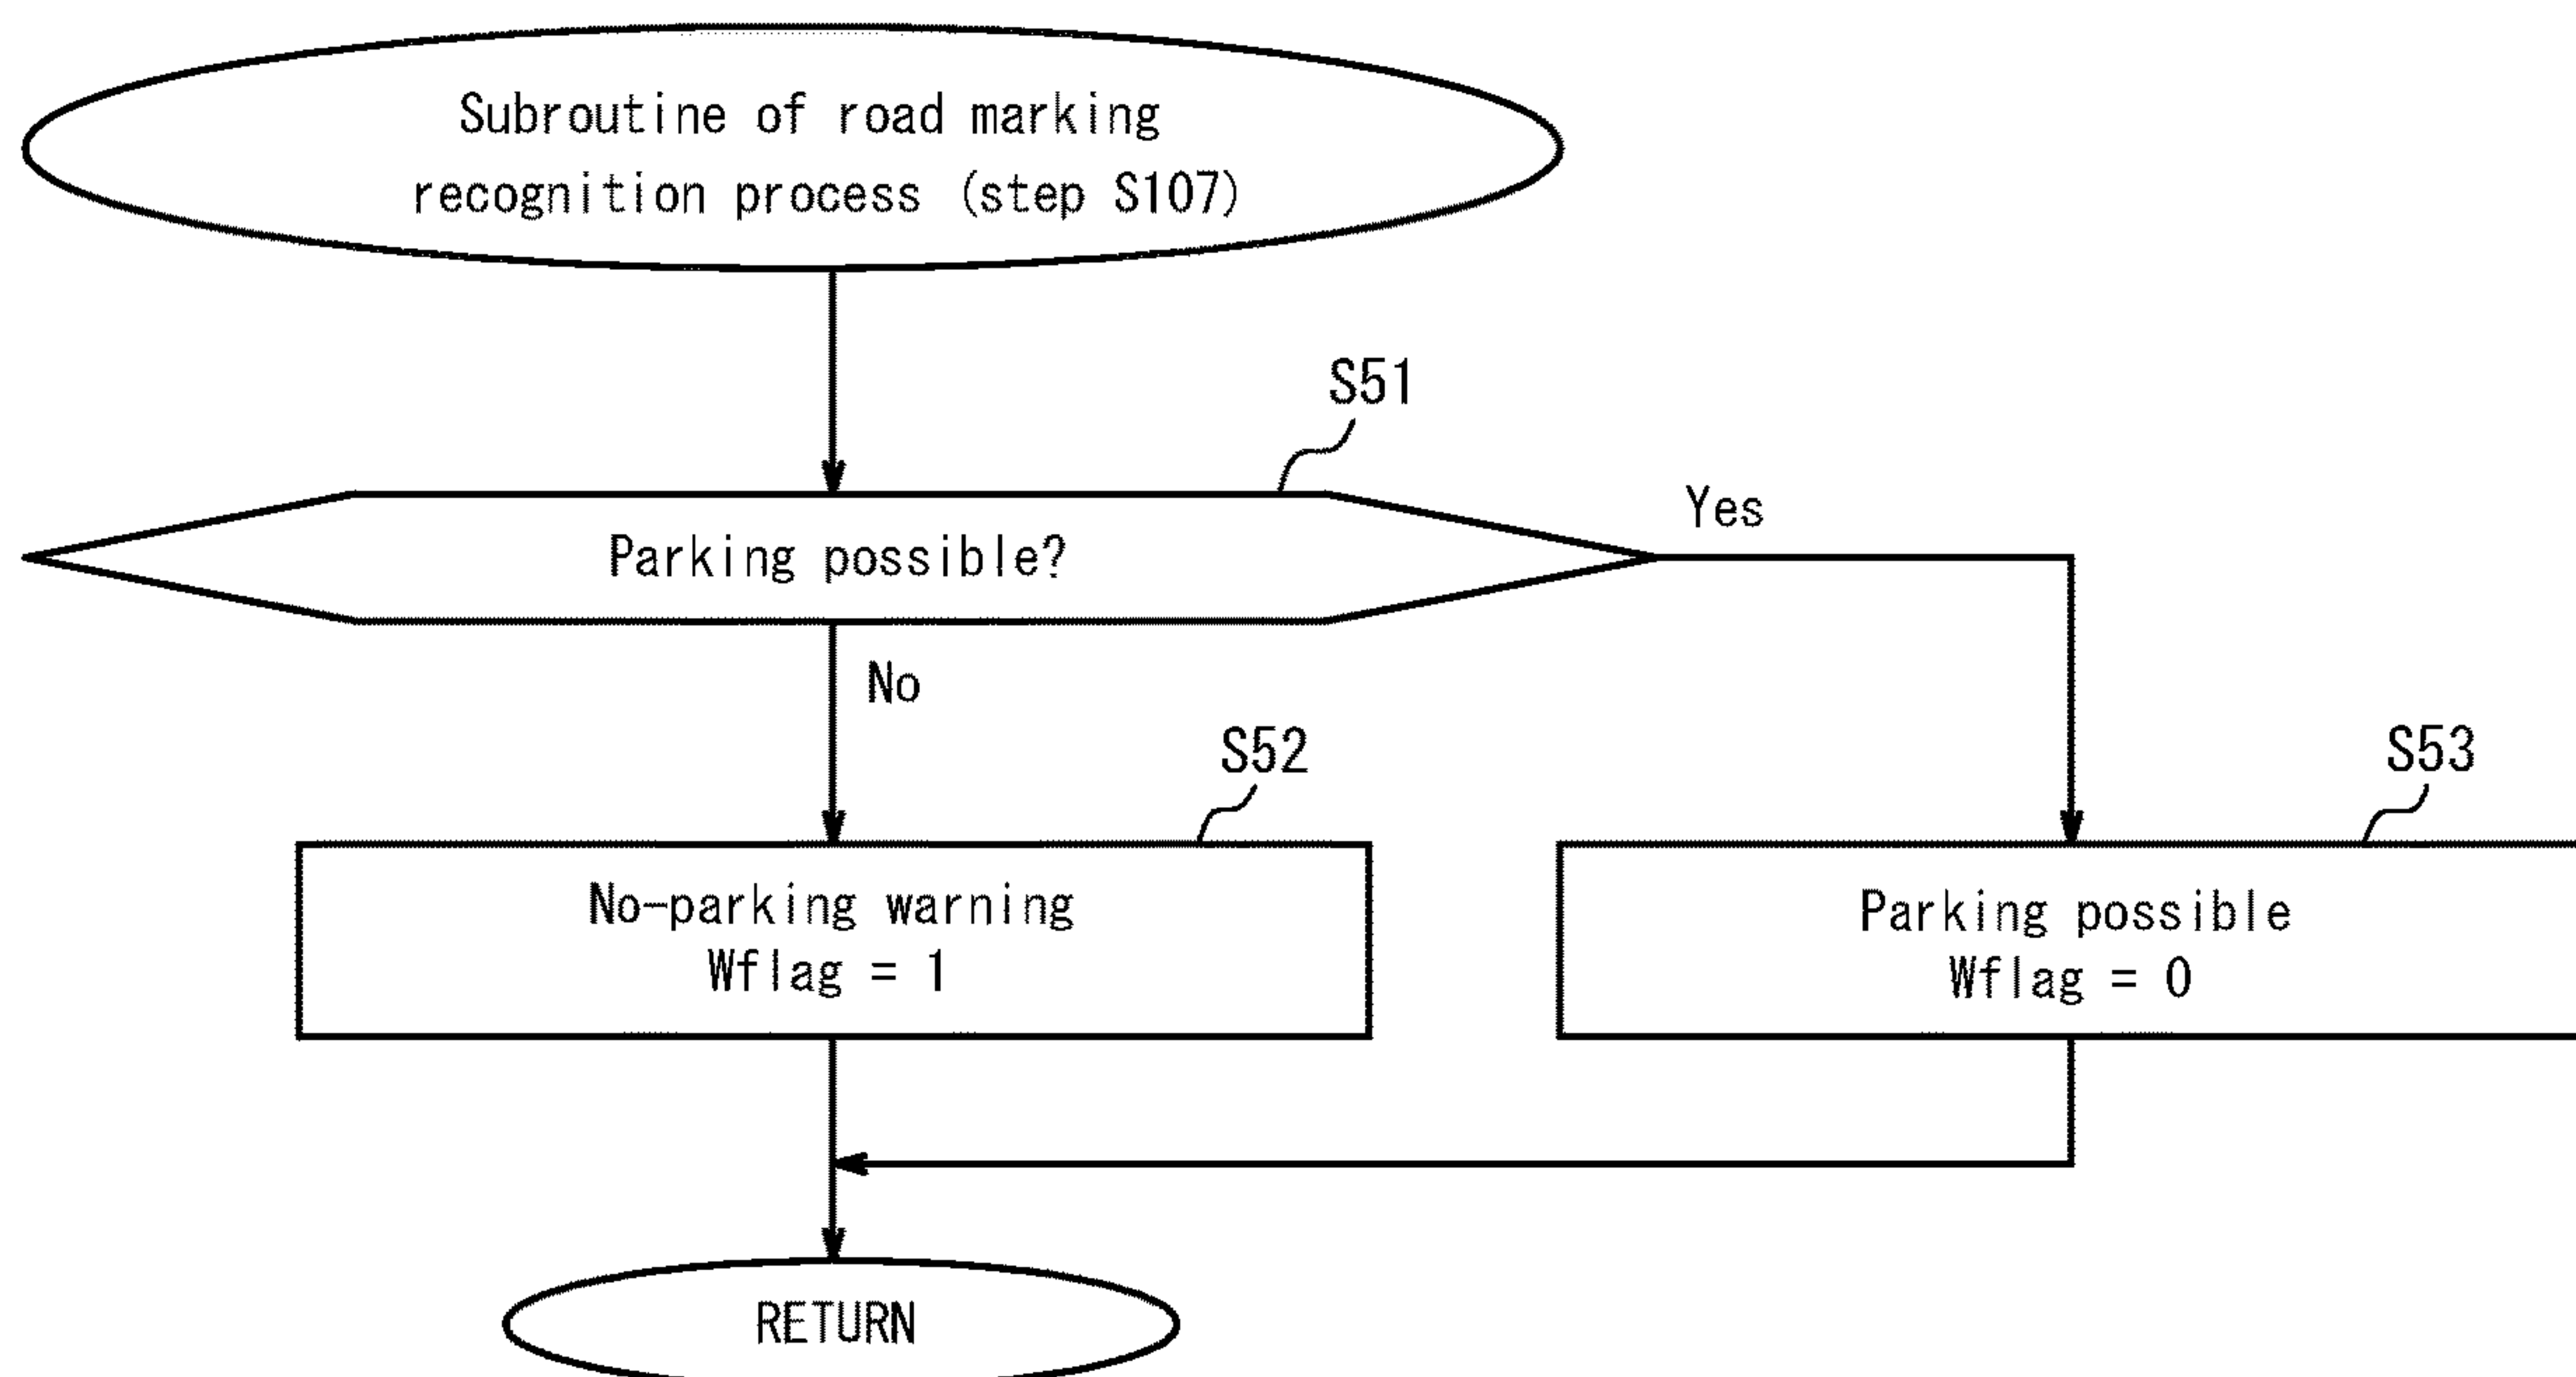 Subroutine of road marking
recognition process (step S107)
S51
Parking possible?
Yes
No
S52
S53
No-parking warning
Wflag = 1
Parking possible
Wflag = 0
RETURN